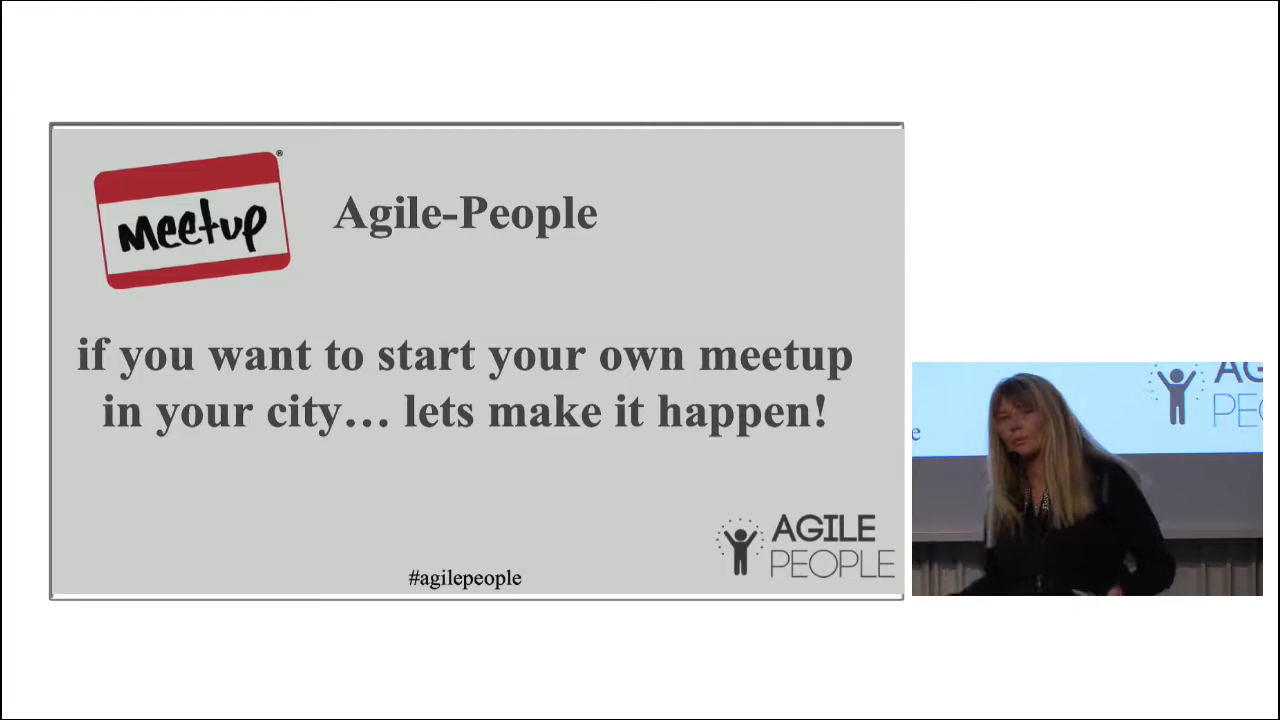 meetup®
Agile-People
if you want to start your own meetup
in your city… lets make it happen!
AGILE
PEOPLE
#agilepeople
AG
PEO
e